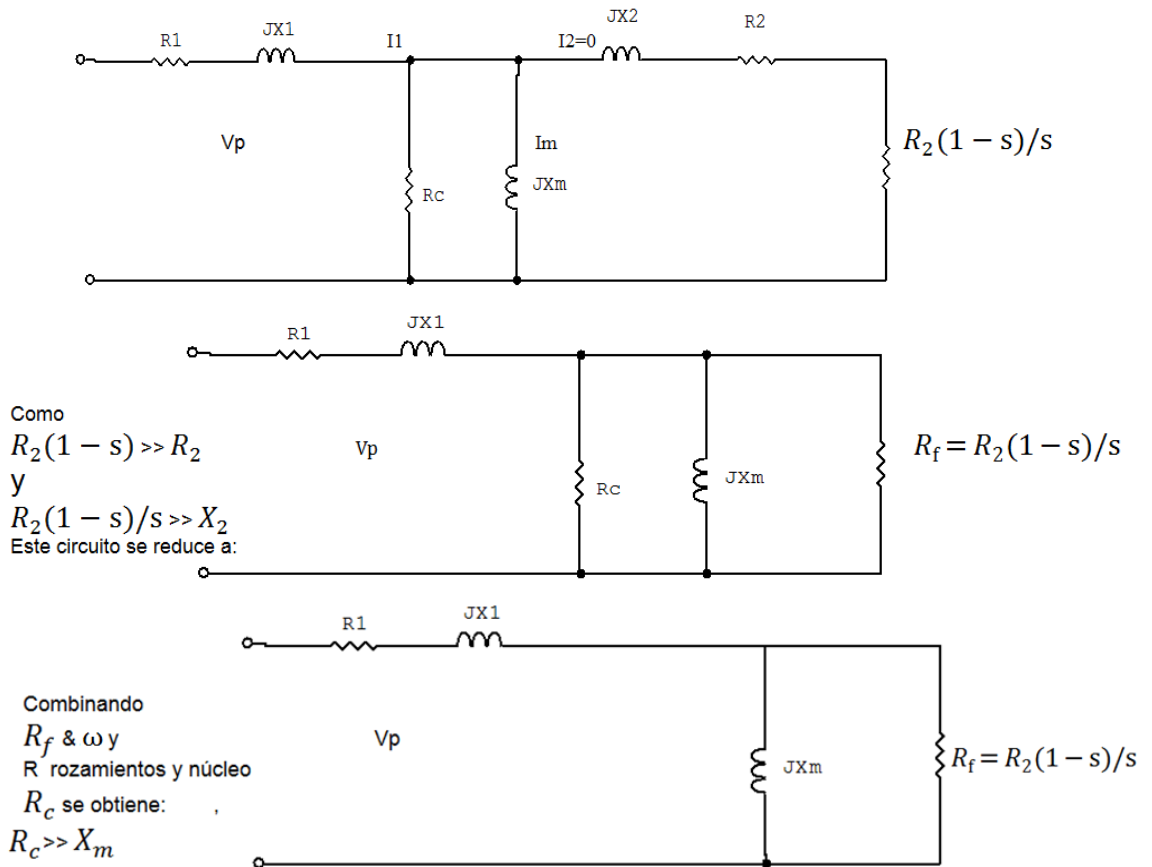 JX2
R2
R1
JX1
I1
I2=0
Vp
Im
Rc
JXm
R₂(1 − s)/s
R1
JX1
Como
R₂(1 − s) >> R₂
y
R₂(1 − s)/s >> X₂
Este circuito se reduce a:
Vp
Rc
JXm
R_f = R₂(1 − s)/s
R1
JX1
Combinando
R_f & ω y
R rozamientos y núcleo
R_c se obtiene: ,
R_c >> X_m
Vp
JXm
R_f = R₂(1 − s)/s